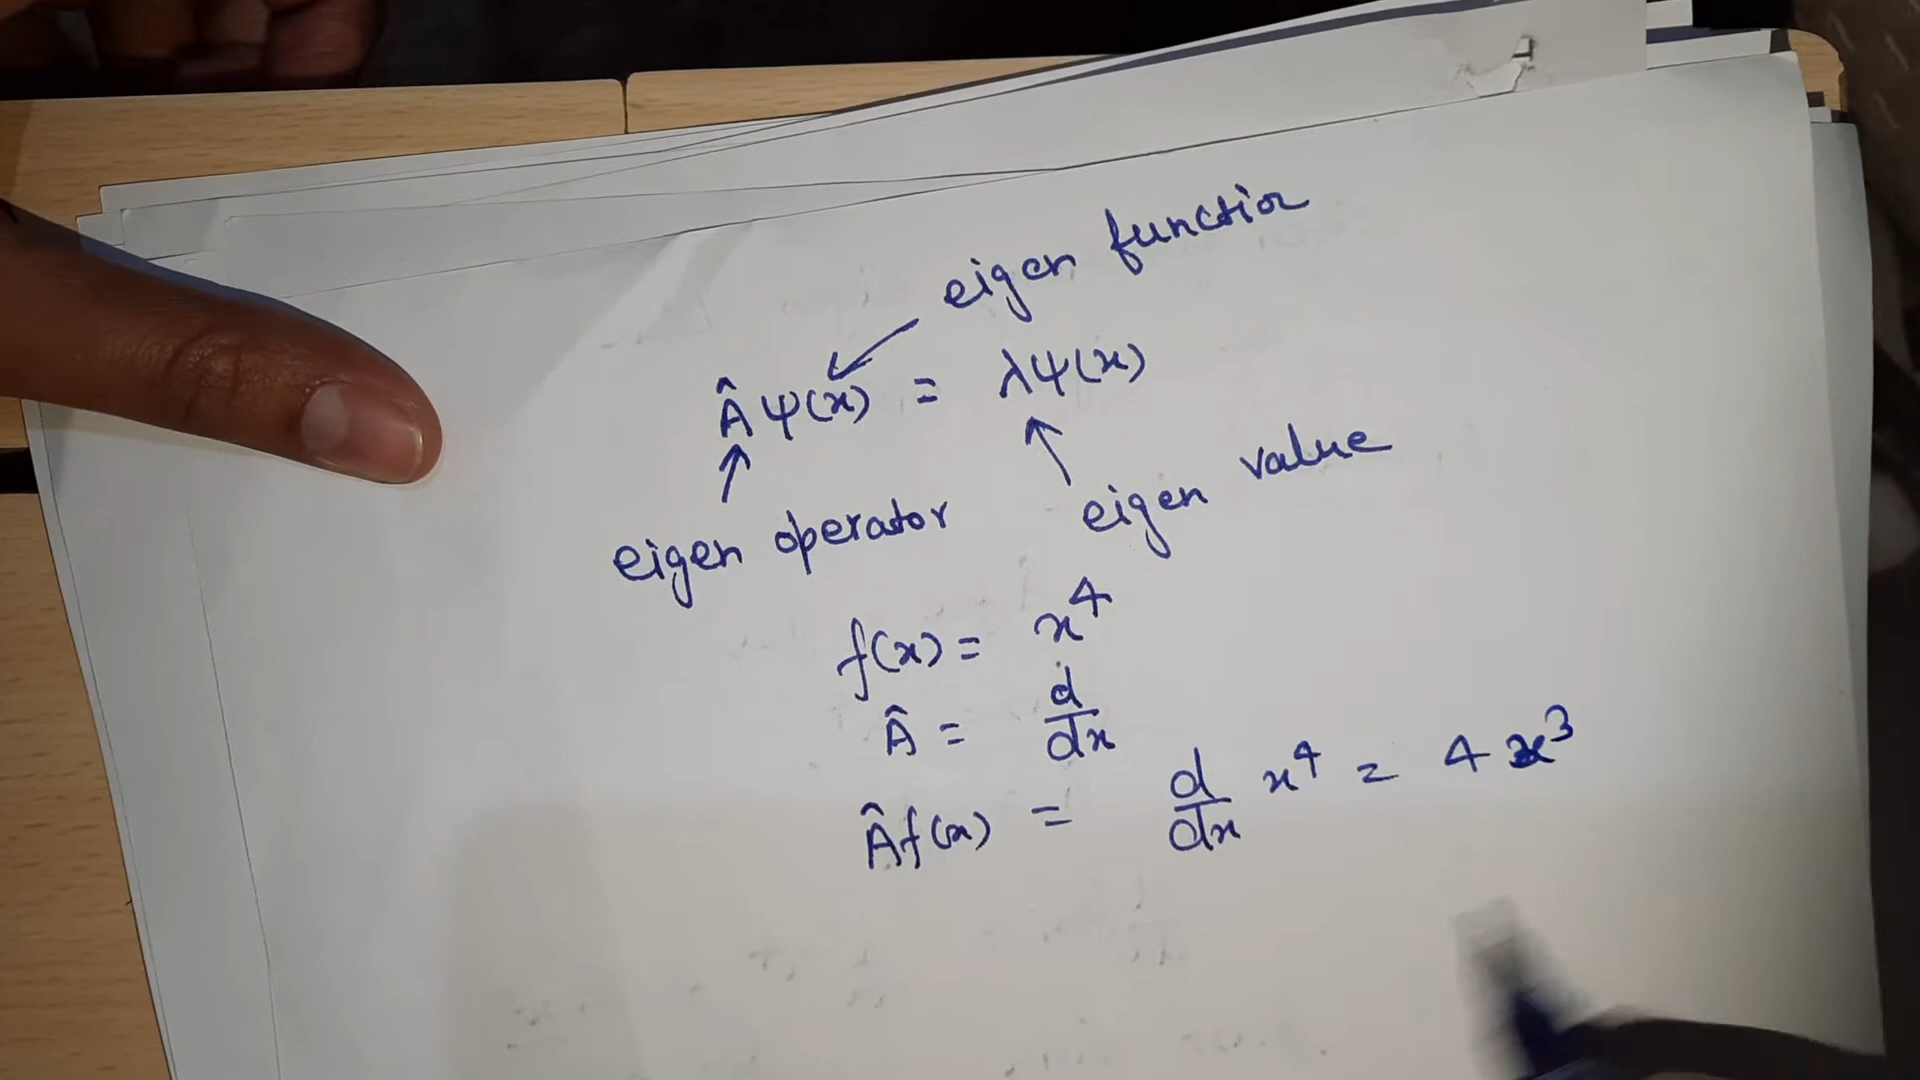 eigen function
Â ψ(x) = λψ(x)
eigen operator
eigen value
f(x) = x⁴
Â = d/dx
Âf(x) = d/dx x⁴ = 4x³